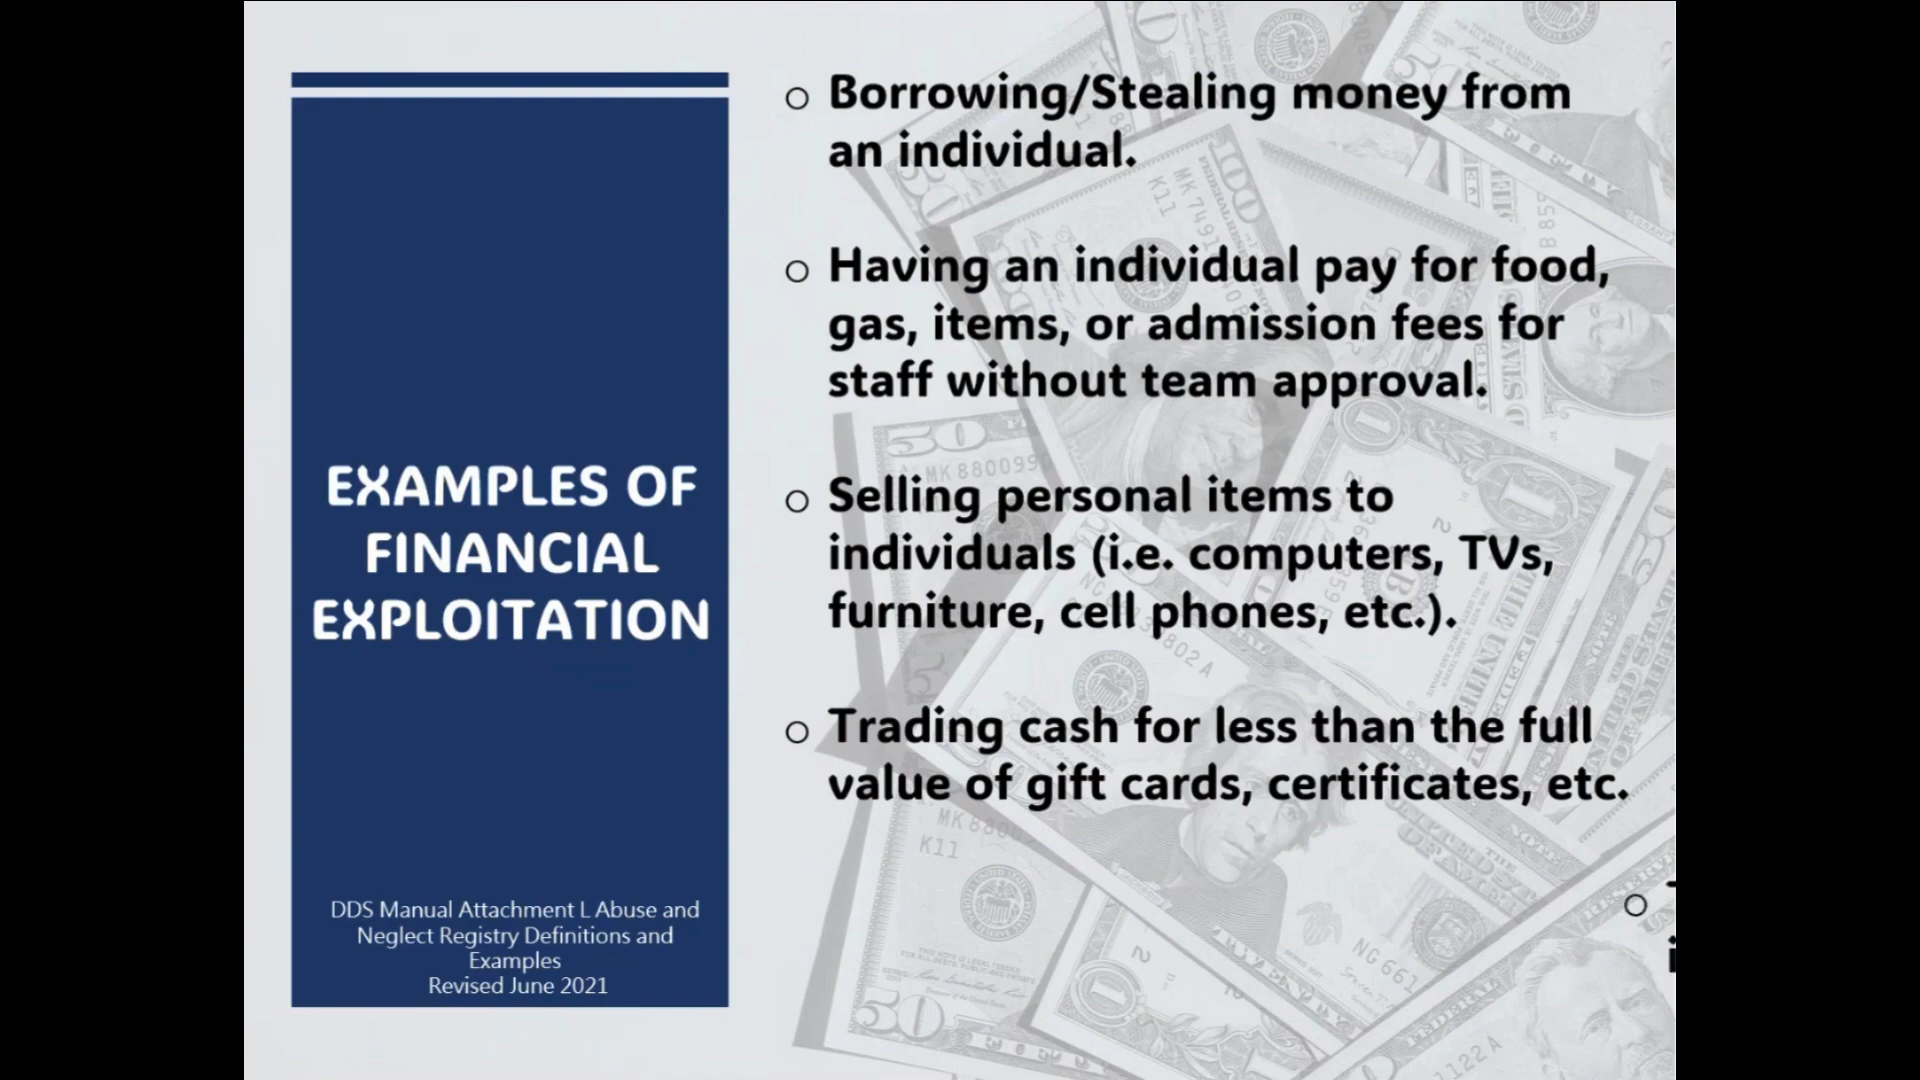 EXAMPLES OF
FINANCIAL
EXPLOITATION
DDS Manual Attachment L Abuse and
Neglect Registry Definitions and
Examples
Revised June 2021
Borrowing/Stealing money from
an individual.
Having an individual pay for food,
gas, items, or admission fees for
staff without team approval.
Selling personal items to
individuals (i.e. computers, TVs,
furniture, cell phones, etc.).
Trading cash for less than the full
value of gift cards, certificates, etc.